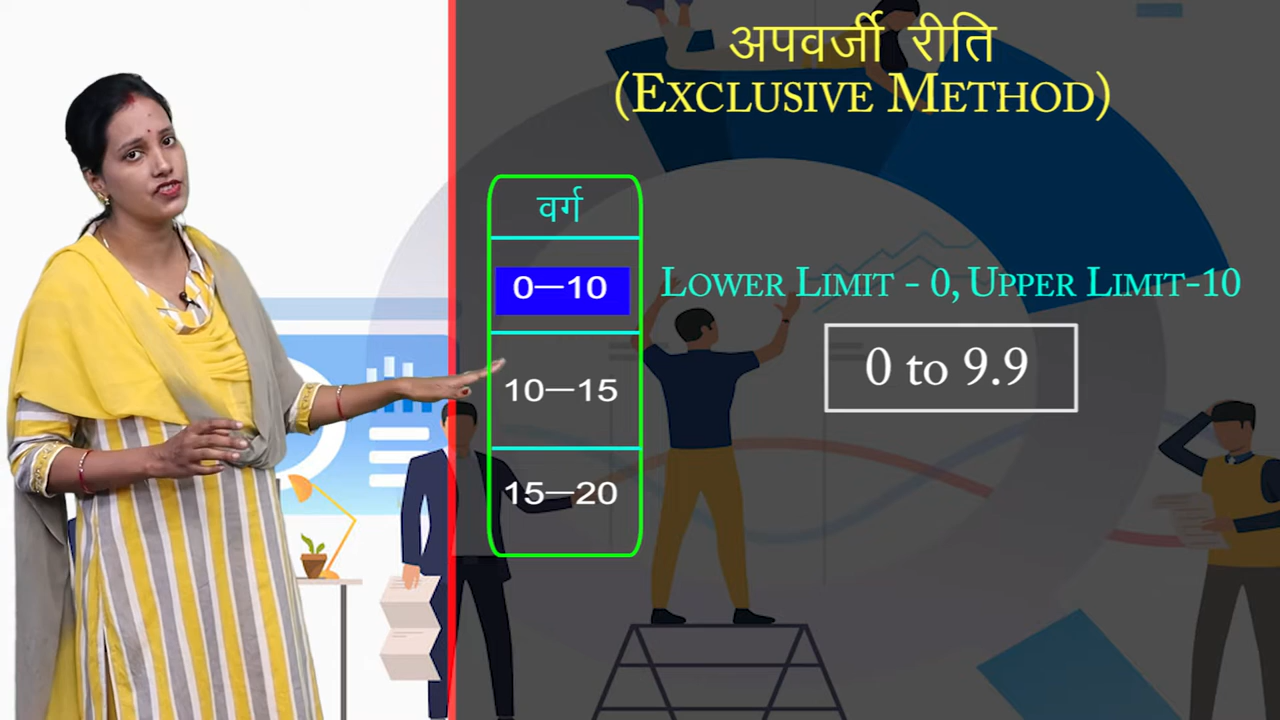 अपवर्जी रीति
(EXCLUSIVE METHOD)
वर्ग
0—10
LOWER LIMIT - 0, UPPER LIMIT-10
0 to 9.9
10—15
15—20